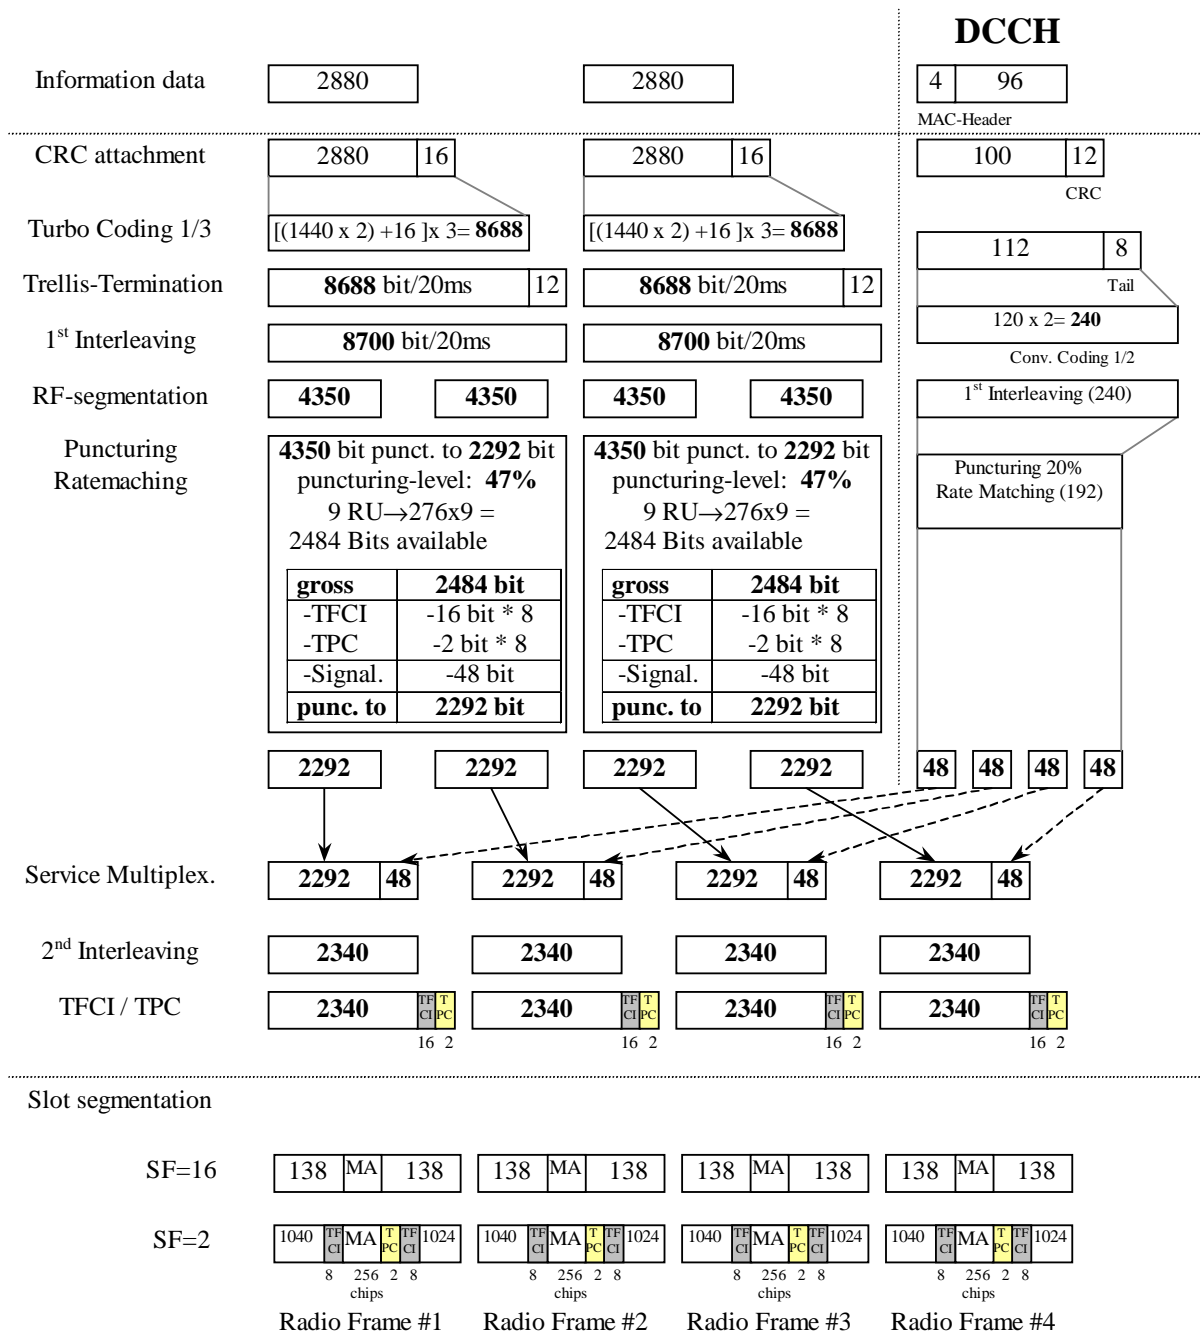 DCCH
Information data 2880 2880 4 96
MAC-Header
CRC attachment 2880 16 2880 16 100 12
CRC
Turbo Coding 1/3 [(1440 x 2) +16 ]x 3= 8688 [(1440 x 2) +16 ]x 3= 8688
112 8
Trellis-Termination 8688 bit/20ms 12 8688 bit/20ms 12
Tail
120 x 2= 240
1st Interleaving 8700 bit/20ms 8700 bit/20ms
Conv. Coding 1/2
RF-segmentation 4350 4350 4350 4350 1st Interleaving (240)
Puncturing 4350 bit punct. to 2292 bit 4350 bit punct. to 2292 bit
Puncturing 20%
Ratemaching puncturing-level: 47% puncturing-level: 47%
Rate Matching (192)
9 RU→276x9 = 9 RU→276x9 =
2484 Bits available 2484 Bits available
gross 2484 bit gross 2484 bit
-TFCI -16 bit * 8 -TFCI -16 bit * 8
-TPC -2 bit * 8 -TPC -2 bit * 8
-Signal. -48 bit -Signal. -48 bit
punc. to 2292 bit punc. to 2292 bit
2292 2292 2292 2292 48 48 48 48
Service Multiplex. 2292 48 2292 48 2292 48 2292 48
2nd Interleaving 2340 2340 2340 2340
TFCI / TPC 2340 TF CI T PC 2340 TF CI T PC 2340 TF CI T PC 2340 TF CI T PC
16 2 16 2 16 2 16 2
Slot segmentation
SF=16 138 MA 138 138 MA 138 138 MA 138 138 MA 138
SF=2 1040 TF CI MA T PC TF CI 1024 1040 TF CI MA T PC TF CI 1024 1040 TF CI MA T PC TF CI 1024 1040 TF CI MA T PC TF CI 1024
8 256 2 8 8 256 2 8 8 256 2 8 8 256 2 8
chips chips chips chips
Radio Frame #1 Radio Frame #2 Radio Frame #3 Radio Frame #4